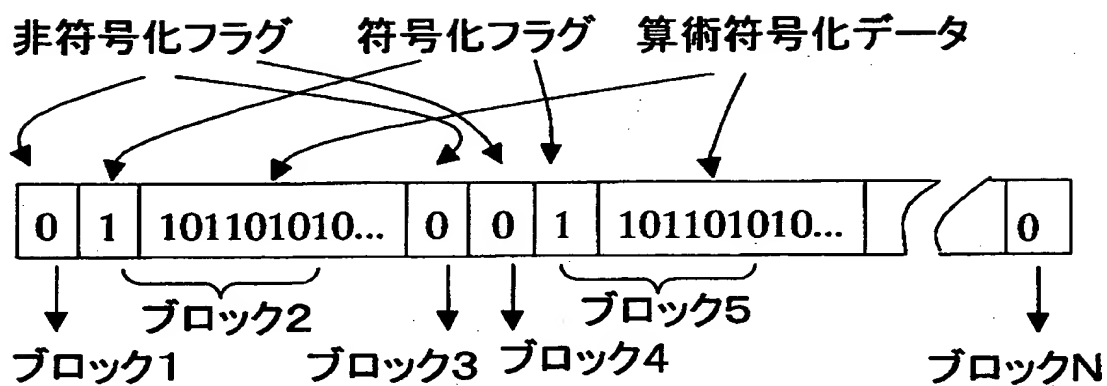 非符号化フラグ 符号化フラグ 算術符号化データ
0 1 101101010... 0 0 1 101101010... 0
ブロック2 ブロック5
ブロック1 ブロック3 ブロック4 ブロックN